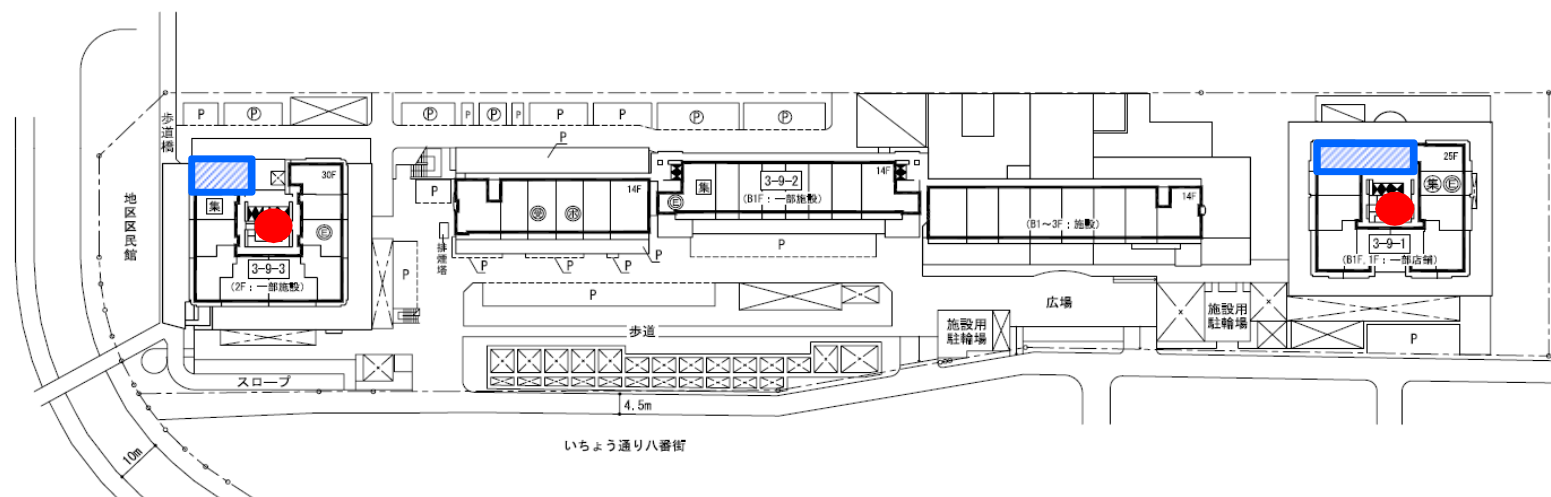 P
Ⓟ
Ⓟ
P
Ⓟ
P
P
P
Ⓟ
Ⓟ
歩道橋
P
30F
14F
3-9-2
14F
(B1F:一部施設)
集
Ⓔ
25F
集
Ⓔ
地区区民館
集
Ⓔ
P
受
水
(B1~3F:施設)
14F
3-9-1
(B1F,1F:一部店舗)
3-9-3
(2F:一部施設)
P
排煙塔
P
P
P
P
P
P
広場
施設用
駐輪場
施設用
駐輪場
P
歩道
スロープ
4.5m
いちょう通り八番街
10m